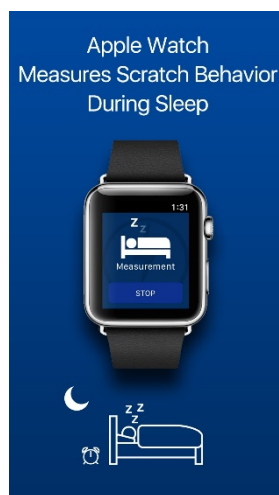 Apple Watch
Measures Scratch Behavior
During Sleep
1:31
Z
Z
Measurement
STOP
Z Z
Z